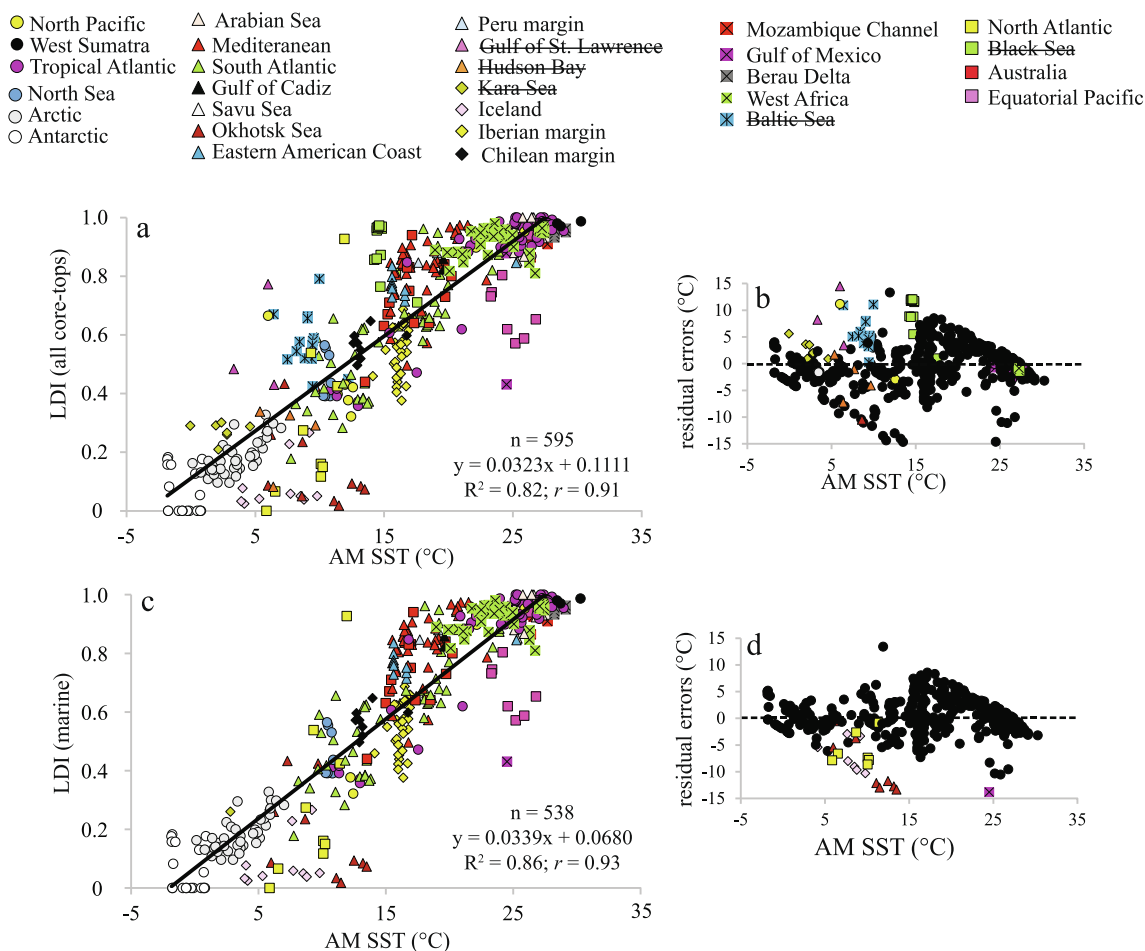 North Pacific
West Sumatra
Tropical Atlantic
North Sea
Arctic
Antarctic
Arabian Sea
Mediteranean
South Atlantic
Gulf of Cadiz
Savu Sea
Okhotsk Sea
Eastern American Coast
Peru margin
Gulf of St. Lawrence
Hudson Bay
Kara Sea
Iceland
Iberian margin
Chilean margin
Mozambique Channel
Gulf of Mexico
Berau Delta
West Africa
Baltic Sea
North Atlantic
Black Sea
Australia
Equatorial Pacific
a
LDI (all core-tops)
1.0
0.8
0.6
0.4
0.2
0
n = 595
y = 0.0323x + 0.1111
R² = 0.82; r = 0.91
-5 5 15 25 35
AM SST (°C)
b
residual errors (°C)
15
10
5
0
-5
-10
-15
-5 5 15 25 35
AM SST (°C)
c
LDI (marine)
1.0
0.8
0.6
0.4
0.2
0
n = 538
y = 0.0339x + 0.0680
R² = 0.86; r = 0.93
-5 5 15 25 35
AM SST (°C)
d
residual errors (°C)
15
10
5
0
-5
-10
-15
-5 5 15 25 35
AM SST (°C)